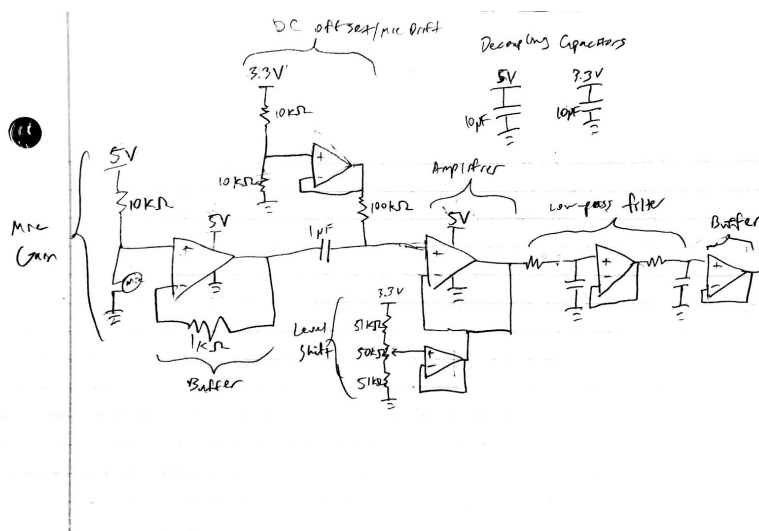 DC offset/mic Drift
Decoupling Capacitors
3.3V
5V
3.3V
10KΩ
10µF
10µF
5V
10KΩ
Amplifier
10KΩ
100KΩ
5V
Low-pass filter
Mic
Gain
5V
1µF
Buffer
Mic
3.3V
1KΩ
Level
Shift
51KΩ
50KΩ
51KΩ
Buffer
+
−
+
−
+
−
+
−
+
−
+
−